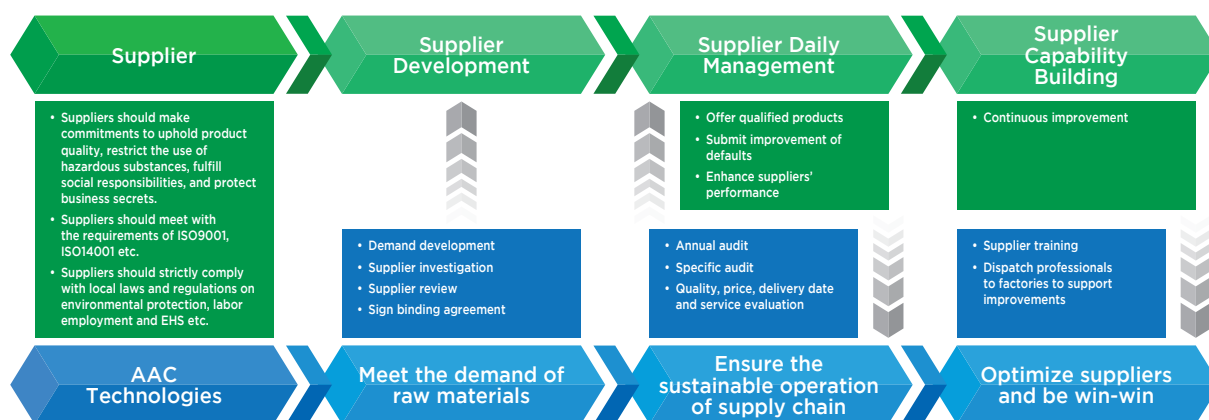 Supplier
Supplier
Development
Supplier Daily
Management
Supplier
Capability
Building
• Suppliers should make
commitments to uphold product
quality, restrict the use of
hazardous substances, fulfill
social responsibilities, and protect
business secrets.
• Suppliers should meet with
the requirements of ISO9001,
ISO14001 etc.
• Suppliers should strictly comply
with local laws and regulations on
environmental protection, labor
employment and EHS etc.
• Offer qualified products
• Submit improvement of
defaults
• Enhance suppliers'
performance
• Continuous improvement
• Demand development
• Supplier investigation
• Supplier review
• Sign binding agreement
• Annual audit
• Specific audit
• Quality, price, delivery date
and service evaluation
• Supplier training
• Dispatch professionals
to factories to support
improvements
AAC
Technologies
Meet the demand of
raw materials
Ensure the
sustainable operation
of supply chain
Optimize suppliers
and be win-win